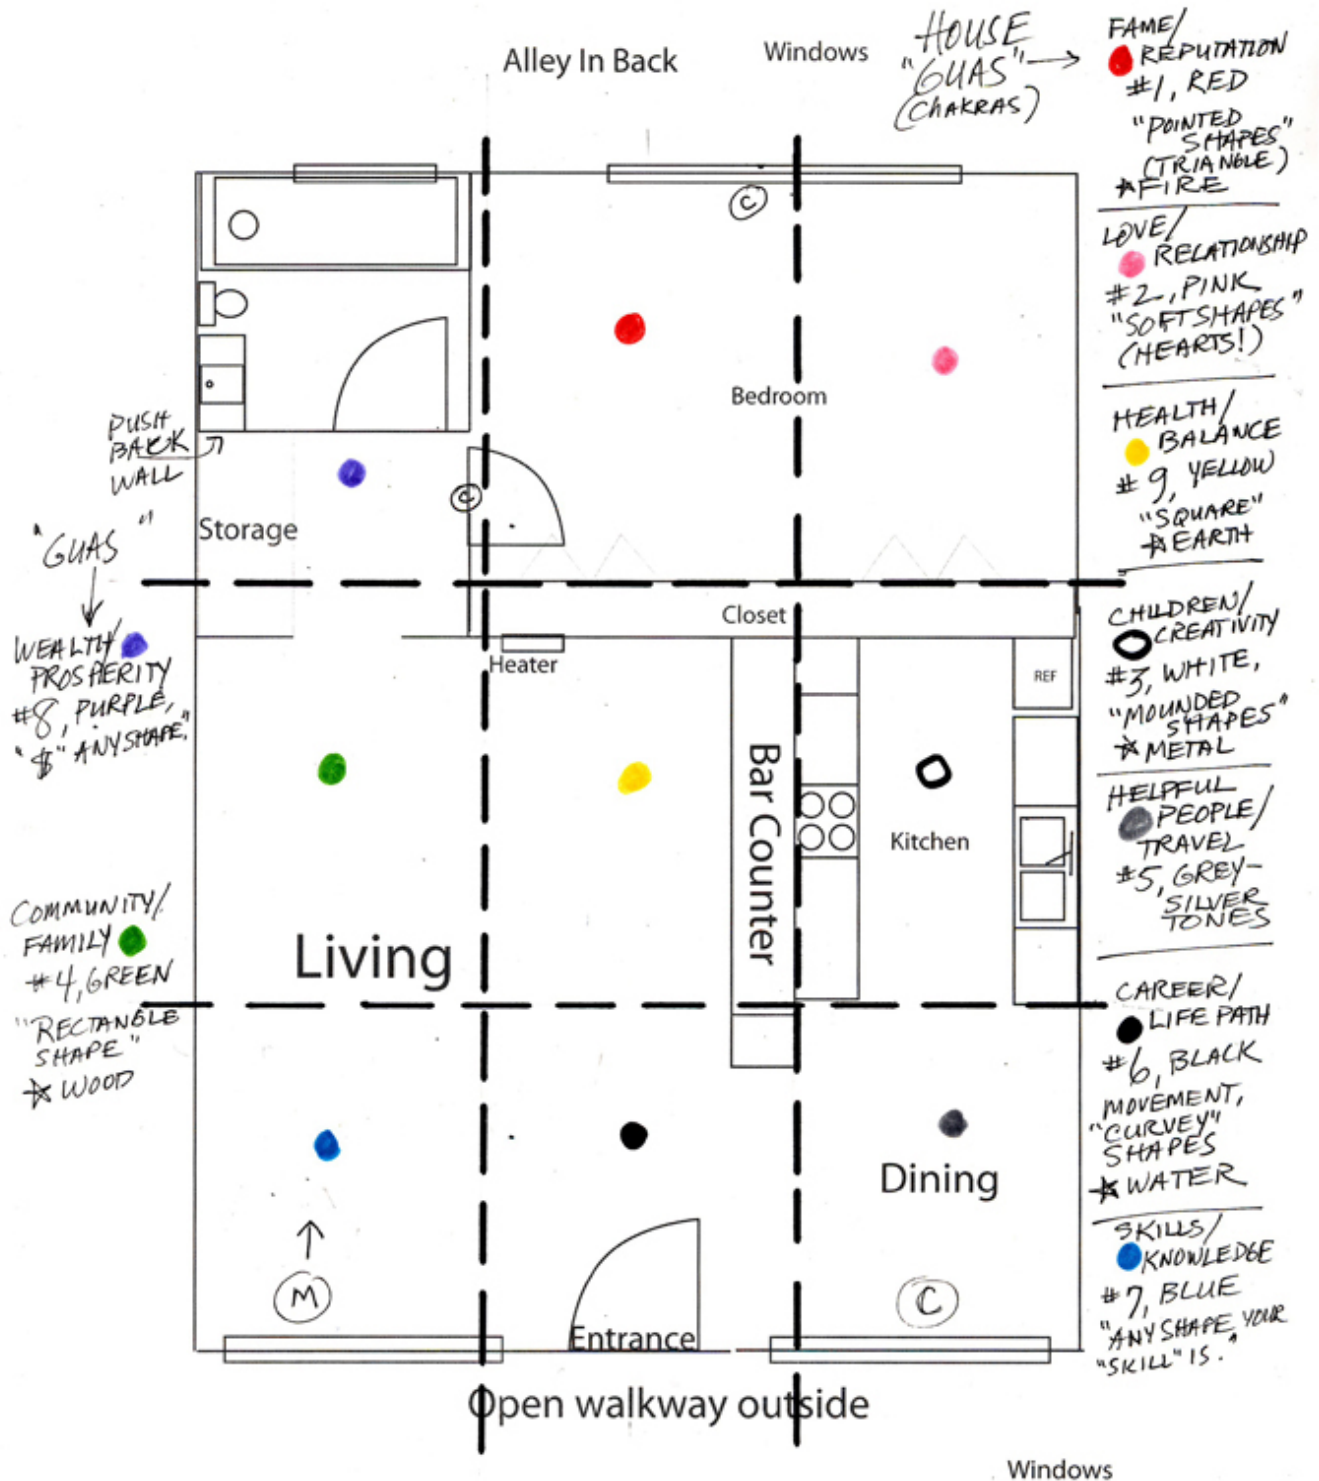 Alley In Back
Windows
HOUSE
"GUAS" →
(CHAKRAS)
FAME/
REPUTATION
#1, RED
"POINTED
SHAPES"
(TRIANGLE)
☆FIRE
LOVE/
RELATIONSHIP
#2, PINK
"SOFT SHAPES"
(HEARTS!)
HEALTH/
BALANCE
#9, YELLOW
"SQUARE"
☆EARTH
CHILDREN/
CREATIVITY
#3, WHITE,
"MOUNDED
SHAPES"
☆METAL
HELPFUL
PEOPLE/
TRAVEL
#5, GREY-
SILVER
TONES
CAREER/
LIFE PATH
#6, BLACK
MOVEMENT,
"CURVEY"
SHAPES
☆WATER
SKILLS/
KNOWLEDGE
#7, BLUE
"ANY SHAPE YOUR
"SKILL" IS."
C
Bedroom
PUSH
BACK
WALL
C
Storage
"GUAS"
WEALTH/
PROSPERITY
#8, PURPLE,
"$" ANY SHAPE"
Closet
Heater
REF
Bar Counter
Kitchen
COMMUNITY/
FAMILY
#4, GREEN
"RECTANGLE
SHAPE"
☆WOOD
Living
Dining
M
C
Entrance
Open walkway outside
Windows